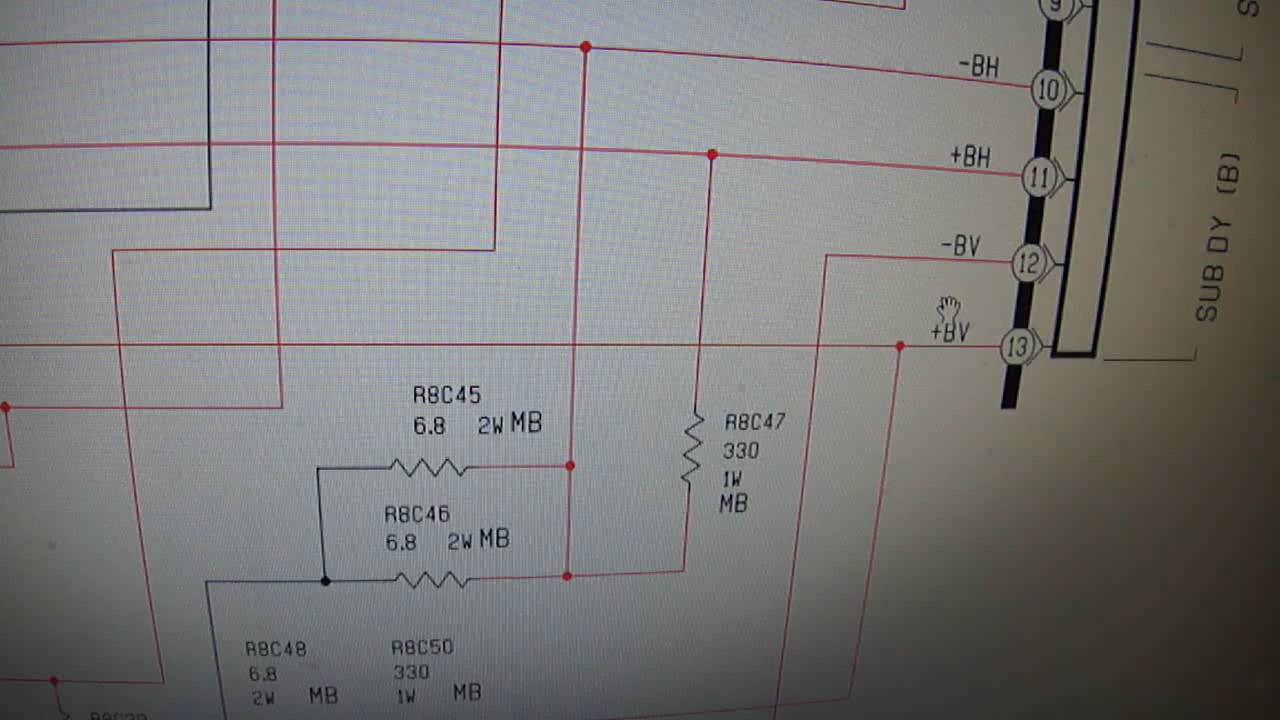 9
-BH
10
+BH
11
-BV
12
+BV
13
SUB DY (B)
R8C45
6.8 2W MB
R8C47
330
1W
MB
R8C46
6.8 2W MB
R8C48
6.8
2W MB
R8C50
330
1W MB